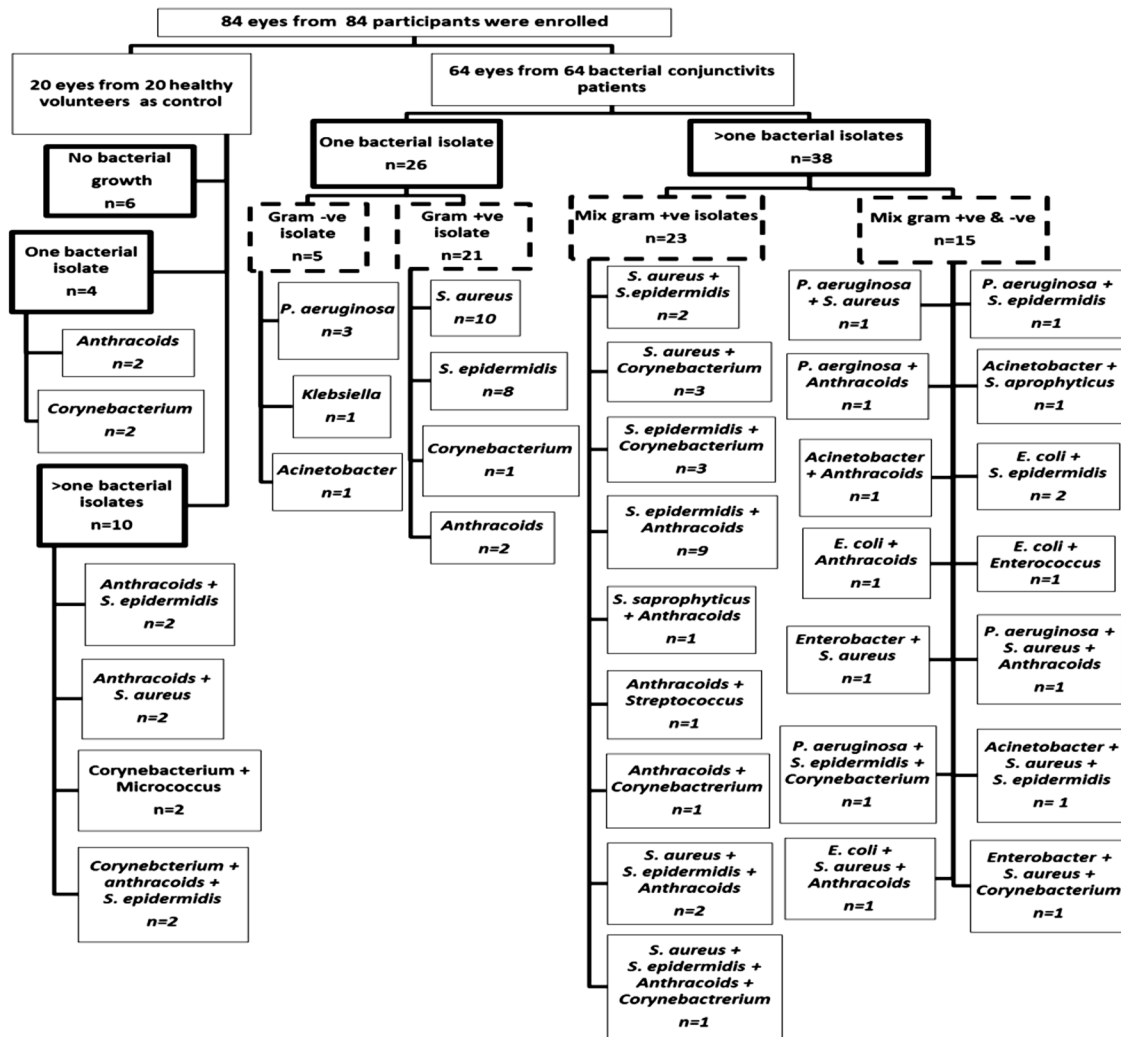 84 eyes from 84 participants were enrolled
20 eyes from 20 healthy
volunteers as control
64 eyes from 64 bacterial conjunctivits
patients
No bacterial
growth
n=6
One bacterial
isolate
n=4
Anthracoids
n=2
Corynebacterium
n=2
>one bacterial
isolates
n=10
Anthracoids +
S. epidermidis
n=2
Anthracoids +
S. aureus
n=2
Corynebacterium +
Micrococcus
n=2
Corynebcterium +
anthracoids +
S. epidermidis
n=2
One bacterial isolate
n=26
Gram -ve
isolate
n=5
P. aeruginosa
n=3
Klebsiella
n=1
Acinetobacter
n=1
Gram +ve
isolate
n=21
S. aureus
n=10
S. epidermidis
n=8
Corynebacterium
n=1
Anthracoids
n=2
>one bacterial isolates
n=38
Mix gram +ve isolates
n=23
S. aureus +
S.epidermidis
n=2
S. aureus +
Corynebacterium
n=3
S. epidermidis +
Corynebacterium
n=3
S. epidermidis +
Anthracoids
n=9
S. saprophyticus
+ Anthracoids
n=1
Anthracoids +
Streptococcus
n=1
Anthracoids +
Corynebactrerium
n=1
S. aureus +
S. epidermidis +
Anthracoids
n=2
S. aureus +
S. epidermidis +
Anthracoids +
Corynebactrerium
n=1
Mix gram +ve & -ve
n=15
P. aeruginosa
+ S. aureus
n=1
P. aeruginosa +
S. epidermidis
n=1
P. aerginosa +
Anthracoids
n=1
Acinetobacter +
S. aprophyticus
n=1
Acinetobacter
+ Anthracoids
n=1
E. coli +
S. epidermidis
n= 2
E. coli +
Anthracoids
n=1
E. coli +
Enterococcus
n=1
Enterobacter +
S. aureus
n=1
P. aeruginosa +
S. aureus +
Anthracoids
n=1
P. aeruginosa +
S. epidermidis +
Corynebacterium
n=1
Acinetobacter +
S. aureus +
S. epidermidis
n= 1
E. coli +
S. aureus +
Anthracoids
n=1
Enterobacter +
S. aureus +
Corynebacterium
n=1